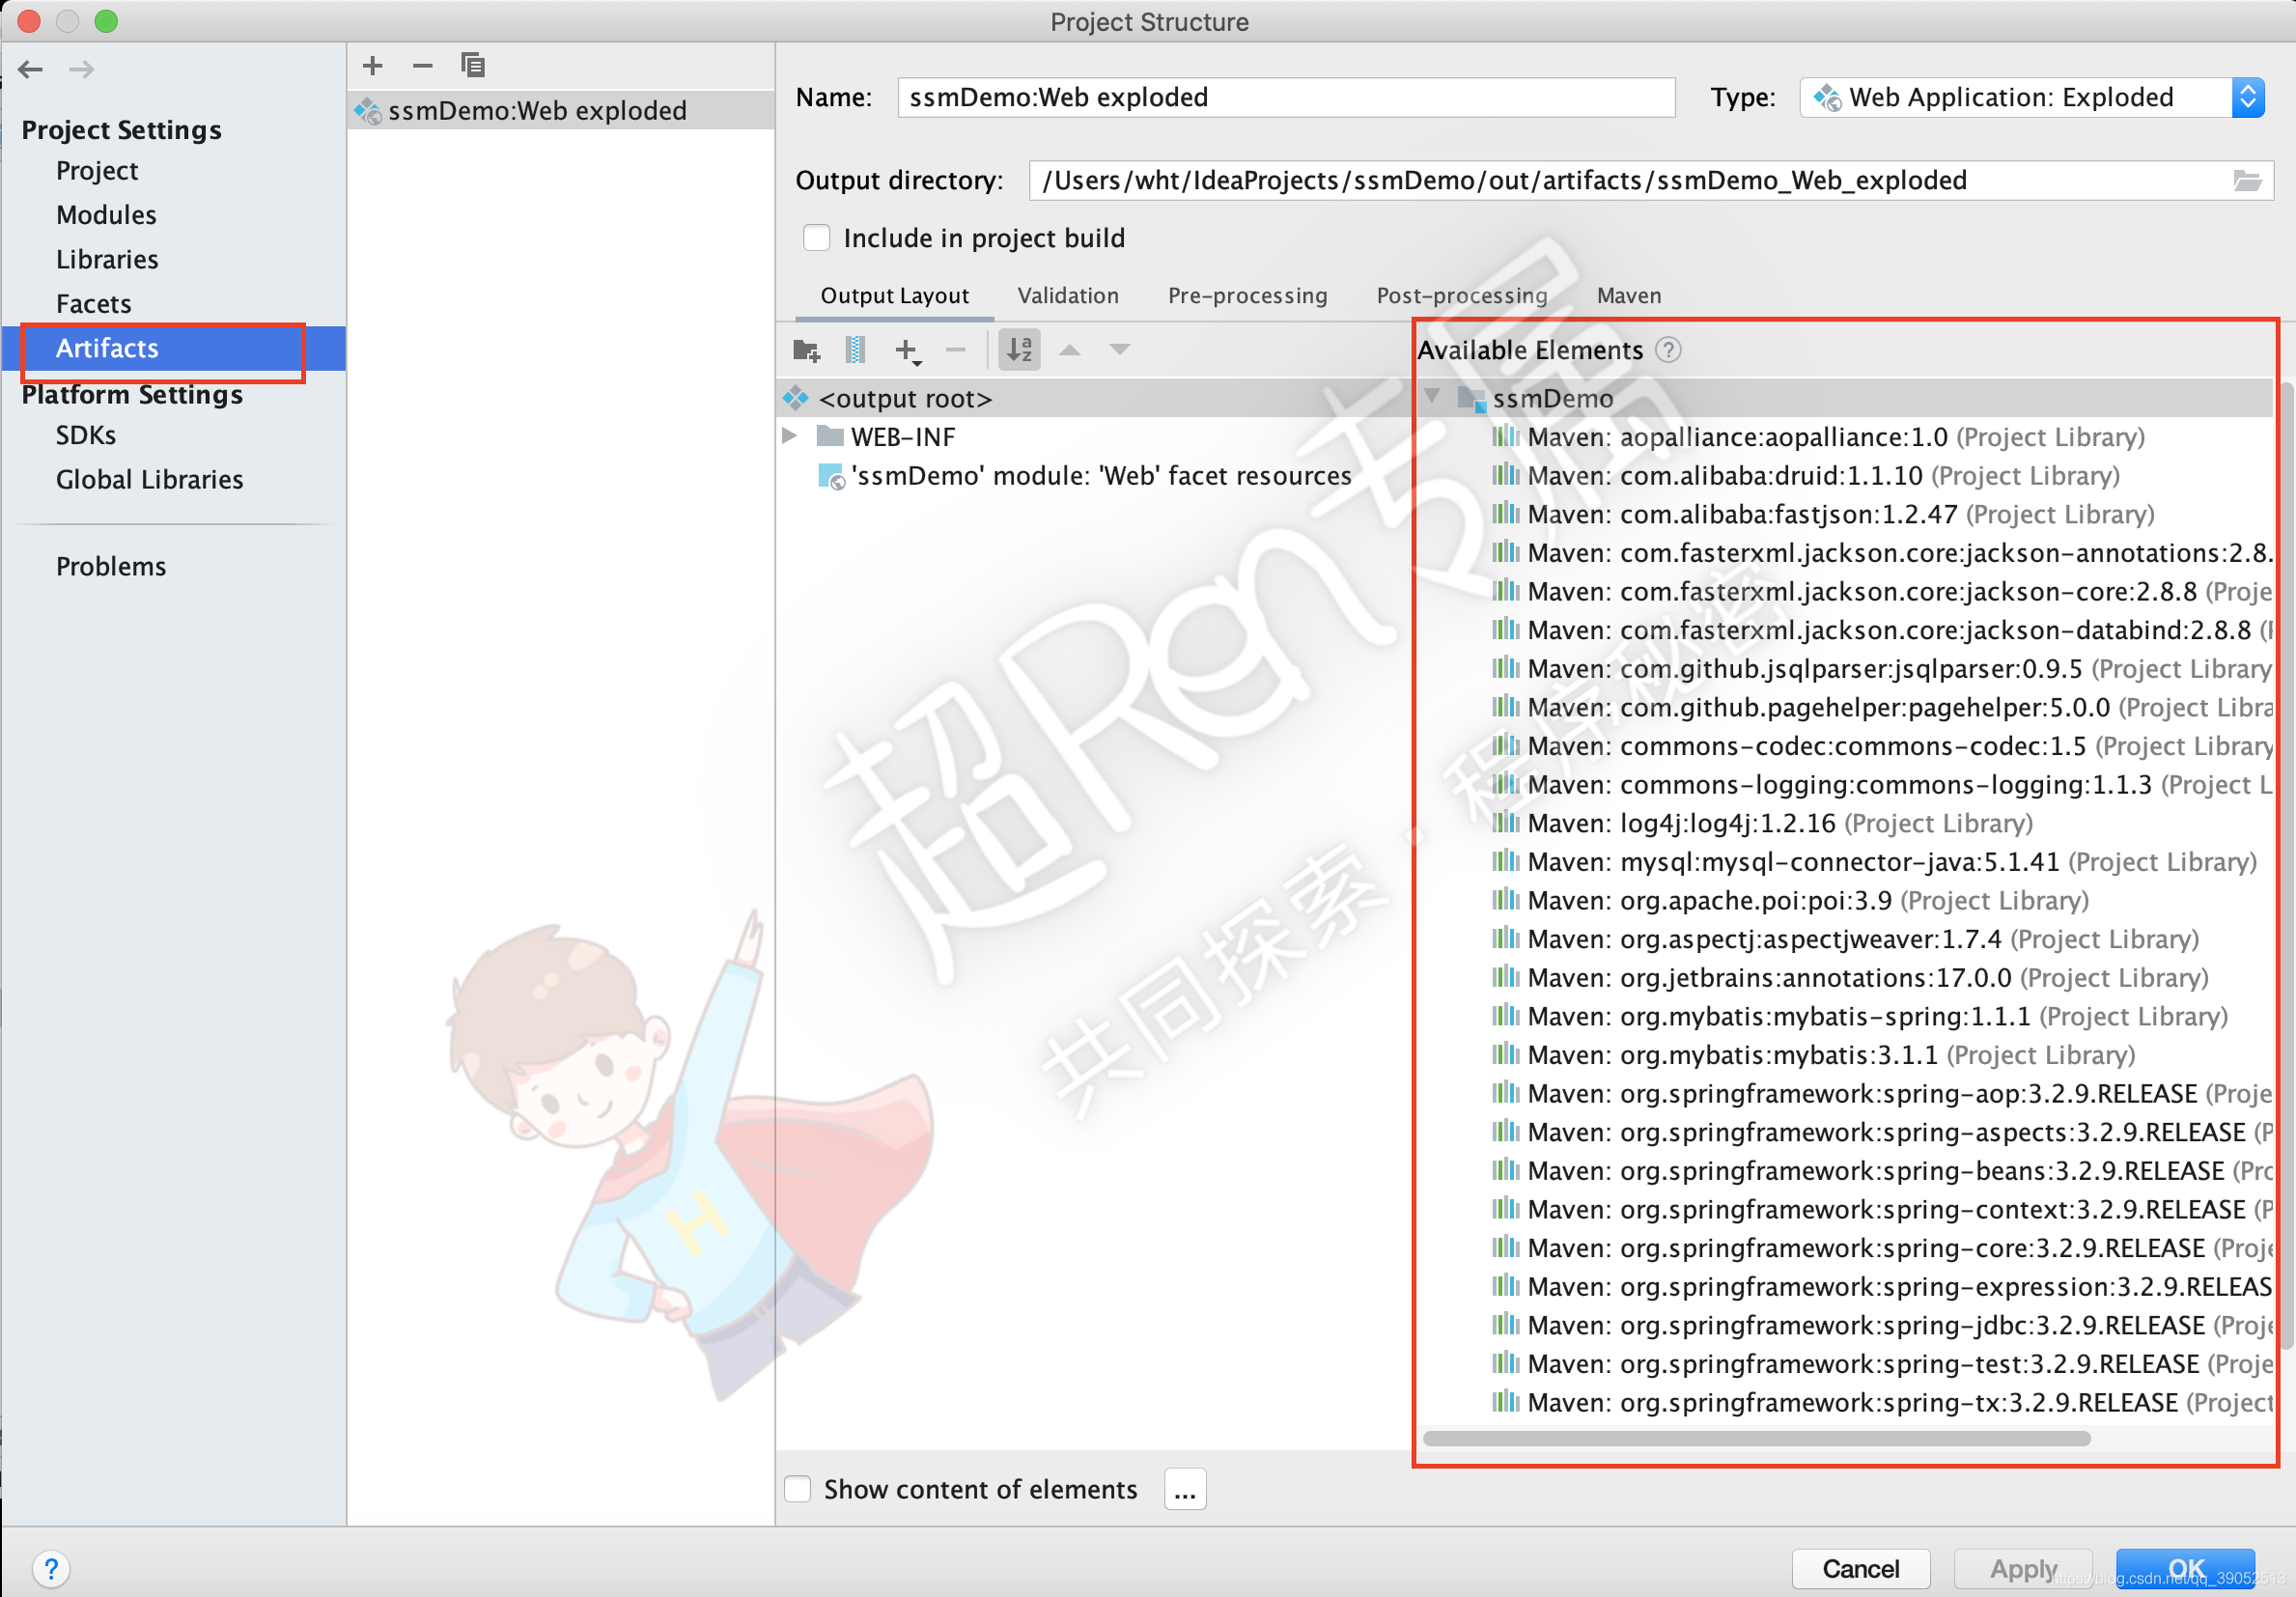 Project Structure
Project Settings
Project
Modules
Libraries
Facets
Artifacts
Platform Settings
SDKs
Global Libraries
Problems
ssmDemo:Web exploded
Name: ssmDemo:Web exploded
Type: Web Application: Exploded
Output directory: /Users/wht/IdeaProjects/ssmDemo/out/artifacts/ssmDemo_Web_exploded
Include in project build
Output Layout Validation Pre-processing Post-processing Maven
<output root>
WEB-INF
'ssmDemo' module: 'Web' facet resources
Available Elements ?
ssmDemo
Maven: aopalliance:aopalliance:1.0 (Project Library)
Maven: com.alibaba:druid:1.1.10 (Project Library)
Maven: com.alibaba:fastjson:1.2.47 (Project Library)
Maven: com.fasterxml.jackson.core:jackson-annotations:2.8.
Maven: com.fasterxml.jackson.core:jackson-core:2.8.8 (Proje
Maven: com.fasterxml.jackson.core:jackson-databind:2.8.8 (
Maven: com.github.jsqlparser:jsqlparser:0.9.5 (Project Library
Maven: com.github.pagehelper:pagehelper:5.0.0 (Project Libra
Maven: commons-codec:commons-codec:1.5 (Project Library
Maven: commons-logging:commons-logging:1.1.3 (Project L
Maven: log4j:log4j:1.2.16 (Project Library)
Maven: mysql:mysql-connector-java:5.1.41 (Project Library)
Maven: org.apache.poi:poi:3.9 (Project Library)
Maven: org.aspectj:aspectjweaver:1.7.4 (Project Library)
Maven: org.jetbrains:annotations:17.0.0 (Project Library)
Maven: org.mybatis:mybatis-spring:1.1.1 (Project Library)
Maven: org.mybatis:mybatis:3.1.1 (Project Library)
Maven: org.springframework:spring-aop:3.2.9.RELEASE (Proje
Maven: org.springframework:spring-aspects:3.2.9.RELEASE (P
Maven: org.springframework:spring-beans:3.2.9.RELEASE (Pro
Maven: org.springframework:spring-context:3.2.9.RELEASE (P
Maven: org.springframework:spring-core:3.2.9.RELEASE (Proje
Maven: org.springframework:spring-expression:3.2.9.RELEAS
Maven: org.springframework:spring-jdbc:3.2.9.RELEASE (Proje
Maven: org.springframework:spring-test:3.2.9.RELEASE (Proje
Maven: org.springframework:spring-tx:3.2.9.RELEASE (Project
超Ren专属
共同探索·程序秘密
H
Show content of elements ...
? Cancel Apply OK
https://blog.csdn.net/qq_39052513